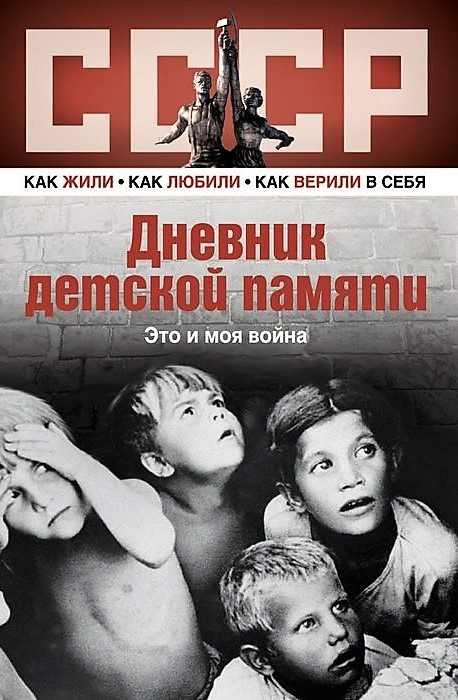 СССР
КАК ЖИЛИ • КАК ЛЮБИЛИ • КАК ВЕРИЛИ В СЕБЯ
Дневник
детской памяти
Это и моя война